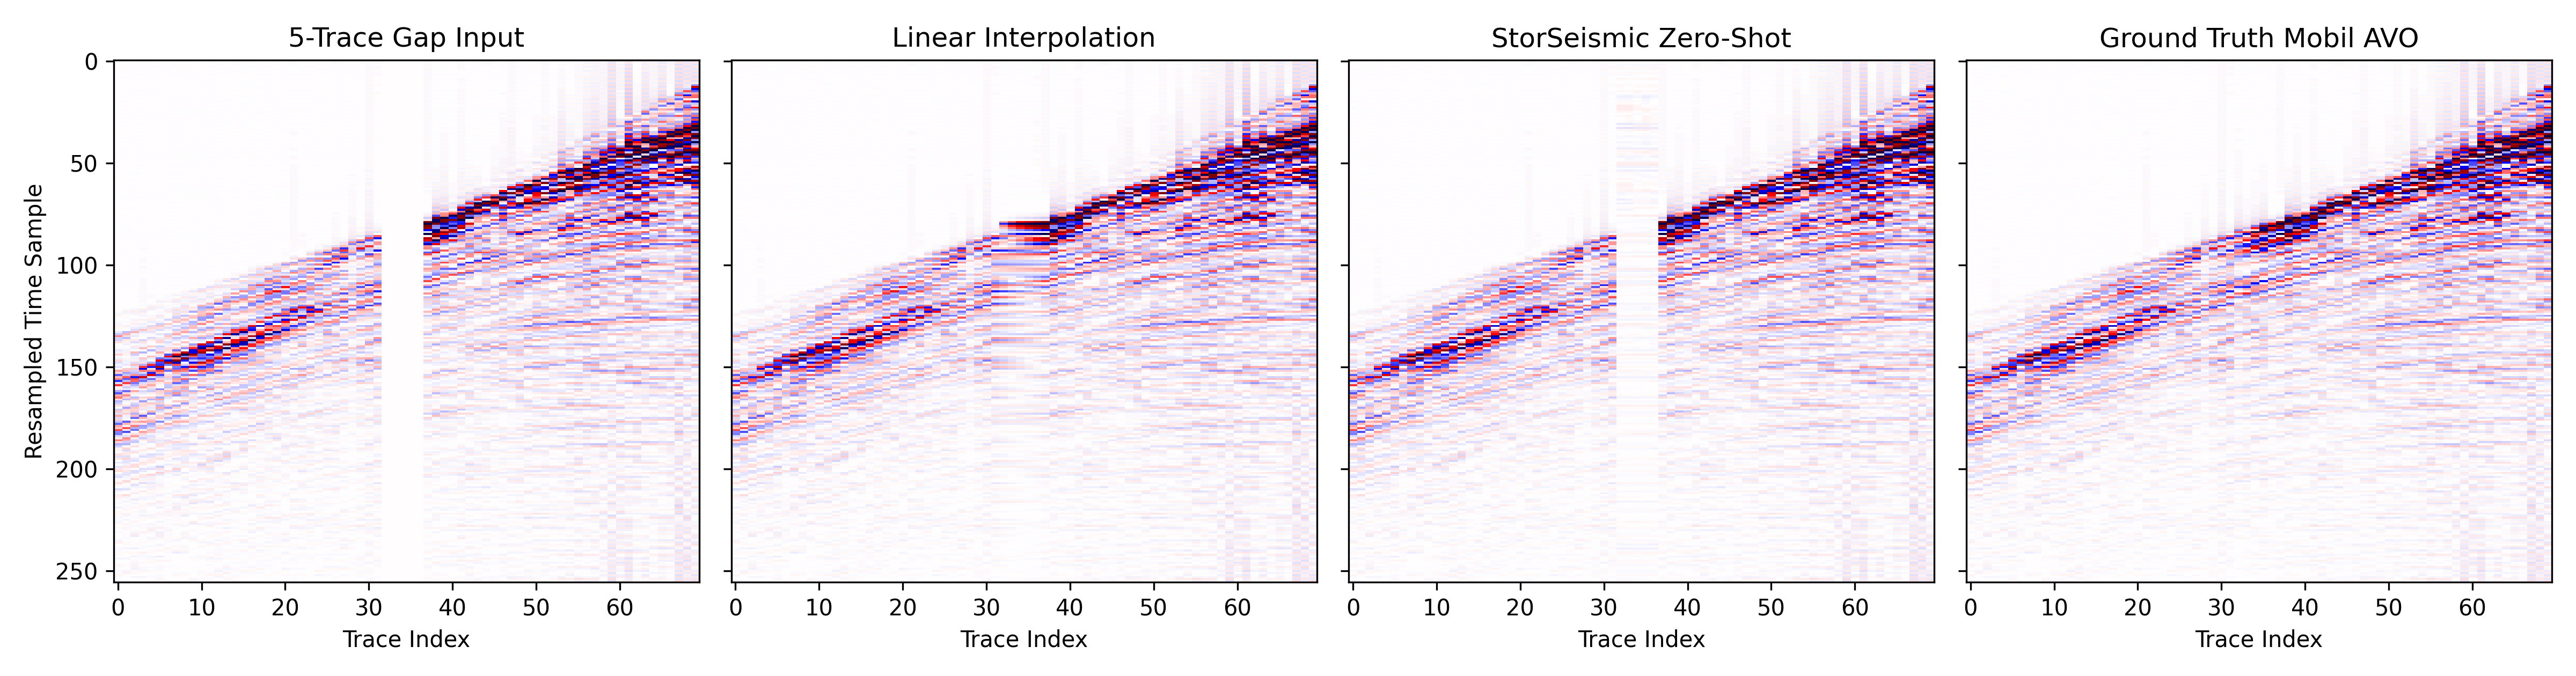 5-Trace Gap Input
Linear Interpolation
StorSeismic Zero-Shot
Ground Truth Mobil AVO
Resampled Time Sample
0
50
100
150
200
250
0 10 20 30 40 50 60
0 10 20 30 40 50 60
0 10 20 30 40 50 60
0 10 20 30 40 50 60
Trace Index
Trace Index
Trace Index
Trace Index